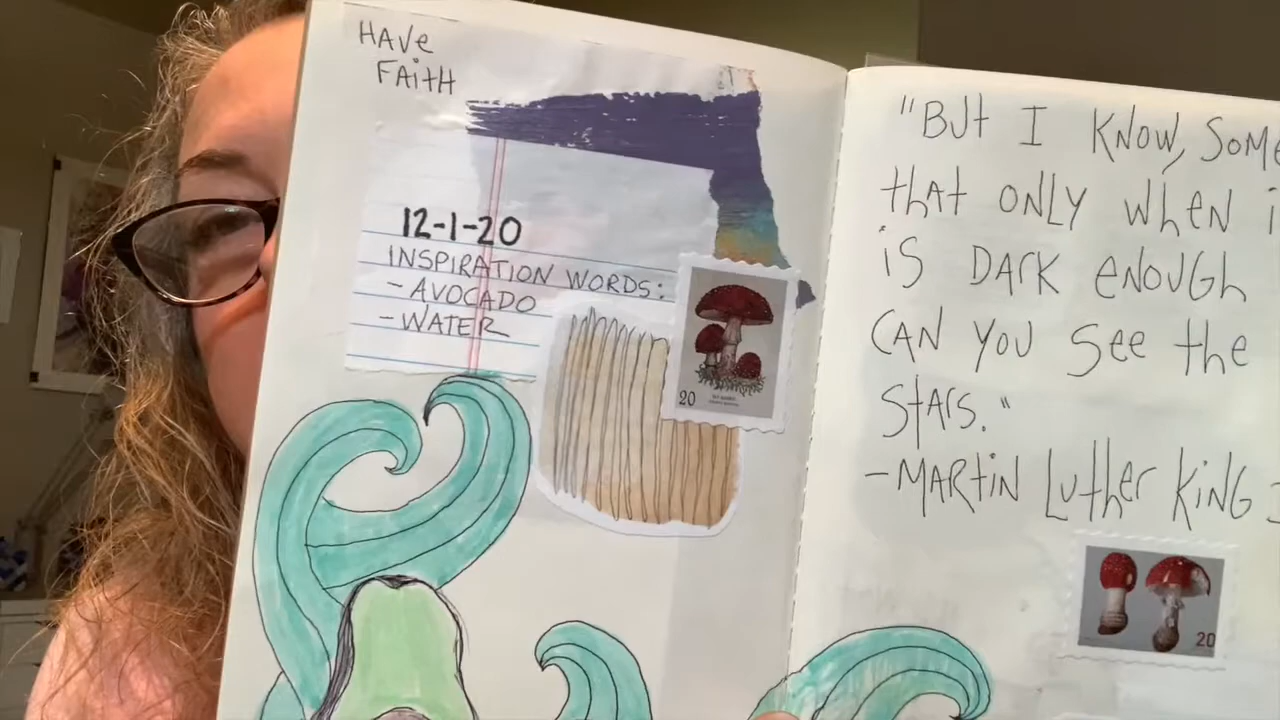 HAVE
FAITH
12-1-20
INSPIRATION WORDS:
- AVOCADO
- WATER
20
"BUT I KNOW, SOME
THAT ONLY WHEN
IS DARK ENOUGH
CAN YOU SEE THE
STARS."
-MARTIN LUTHER KING
20